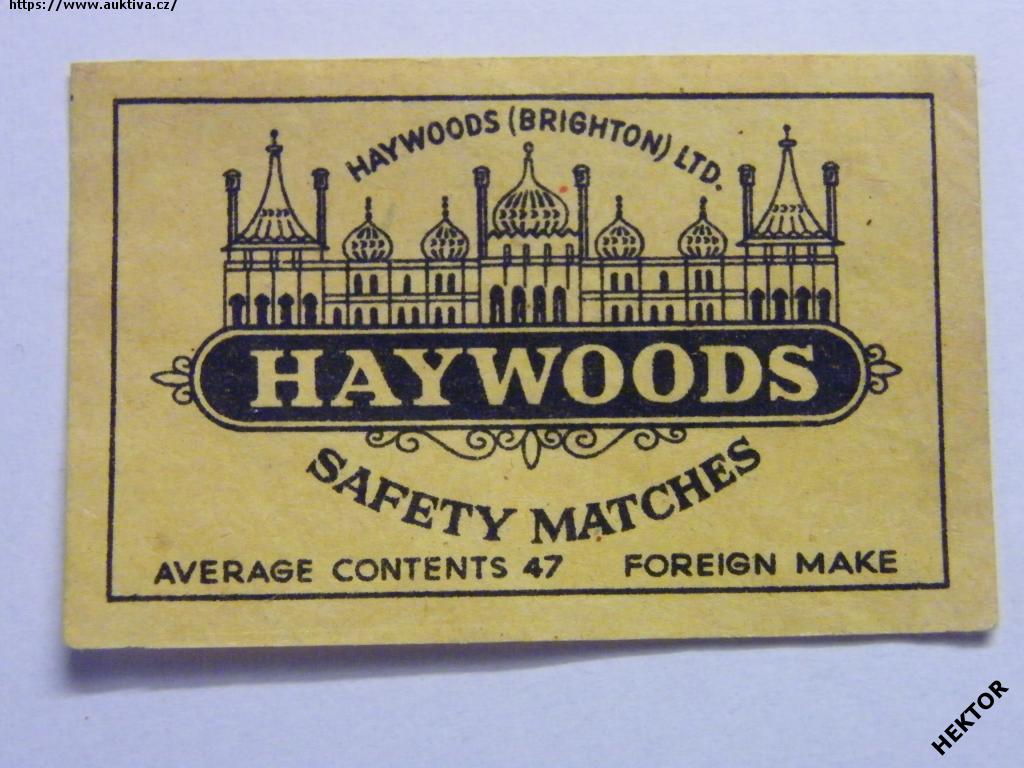 https://www.auktiva.cz/
HAYWOODS (BRIGHTON) LTD.
HAYWOODS
SAFETY MATCHES
AVERAGE CONTENTS 47 FOREIGN MAKE
HEKTOR